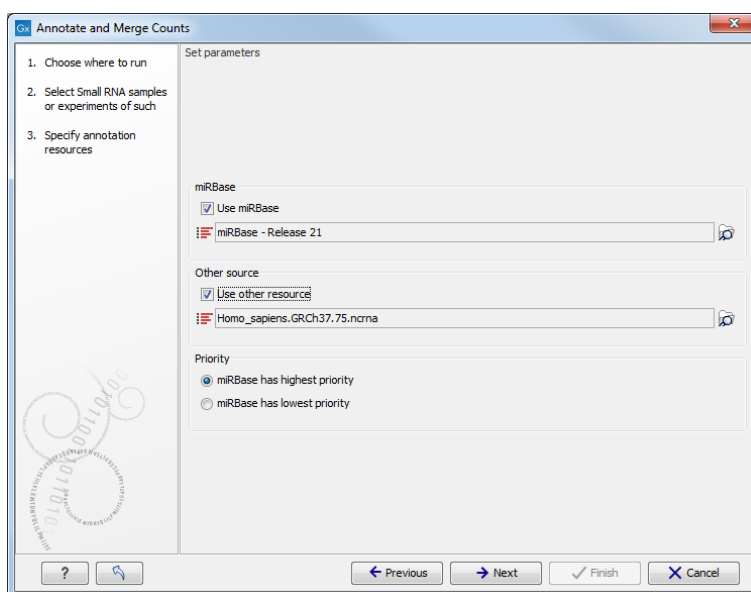 Gx Annotate and Merge Counts
1. Choose where to run
2. Select Small RNA samples
or experiments of such
3. Specify annotation
resources
Set parameters
miRBase
Use miRBase
miRBase - Release 21
Other source
Use other resource
Homo_sapiens.GRCh37.75.ncrna
Priority
miRBase has highest priority
miRBase has lowest priority
?
Previous
Next
Finish
Cancel